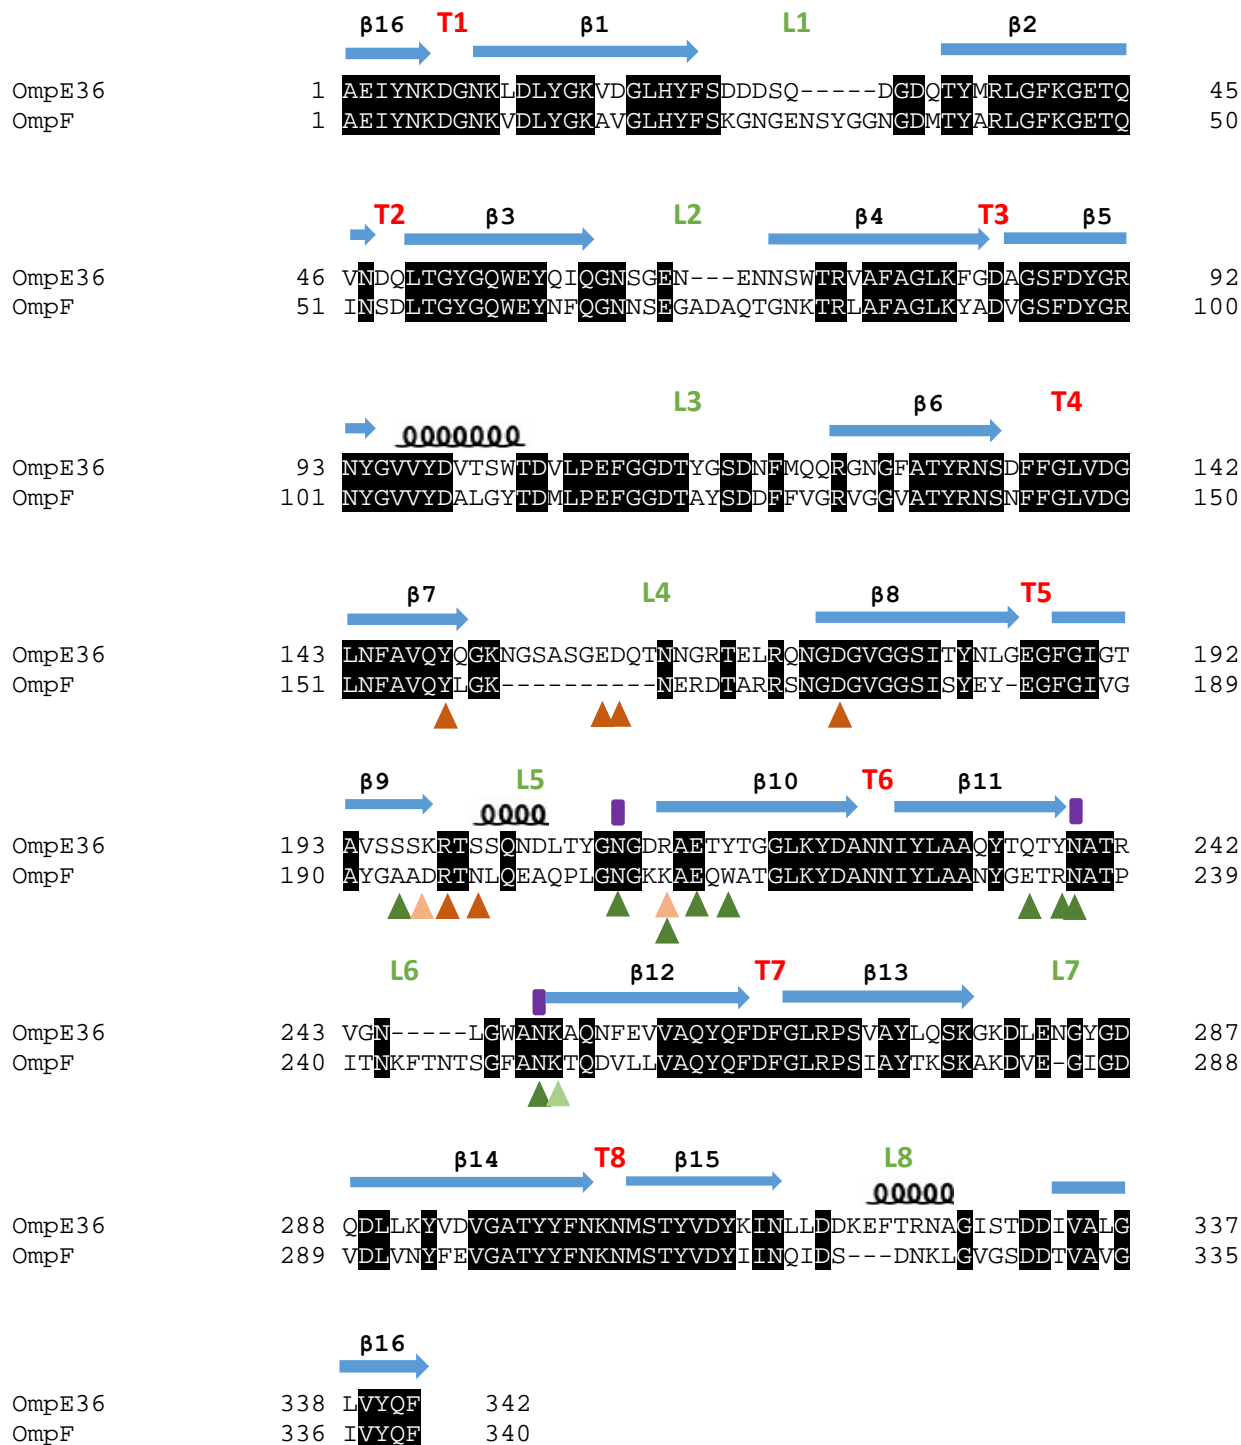 β16 T1 β1 L1 β2
OmpE36 1 AEIYNKDGNKLDLYGKVDGLHYFSDDDSQ-----DGDQTYMRLGFKGETQ 45
OmpF 1 AEIYNKDGNKVDLYGKAVGLHYFSKGNGENSYGGNGDMTYARLGFKGETQ 50
T2 β3 L2 β4 T3 β5
OmpE36 46 VNDQLTGYGQWEYQIQGNSGEN---ENNSWTRVAFAGLKFGDAGSFDYGR 92
OmpF 51 INSDLTGYGQWEYNFQGNNSEGADAQTGNKTRLAFAGLKYADVGSFDYGR 100
L3 β6 T4
OmpE36 93 NYGVVYDVTSWTDVLPEFGGDTYGSDNFMQQRGNGFATYRNSDFFGLVDG 142
OmpF 101 NYGVVYDALGYTDMLPEFGGDTAYSDDFFVGRVGGVATYRNSNFFGLVDG 150
β7 L4 β8 T5
OmpE36 143 LNFAVQYQGKNGSASGEDQTNNGRTELRQNGDGVGGSITYNLGEGFGIGT 192
OmpF 151 LNFAVQYLGK----------NERDTARRSNGDGVGGSISYEY-EGFGIVG 189
β9 L5 β10 T6 β11
OmpE36 193 AVSSSKRTSSQNDLTYGNGDRAETYTGGLKYDANNIYLAAQYTQTYNATR 242
OmpF 190 AYGAADRTNLQEAQPLGNGKKAEQWATGLKYDANNIYLAANYGETRNATP 239
L6 β12 T7 β13 L7
OmpE36 243 VGN-----LGWANKAQNFEVVAQYQFDFGLRPSVAYLQSKGKDLENGYGD 287
OmpF 240 ITNKFTNTSGFANKTQDVLLVAQYQFDFGLRPSIAYTKSKAKDVE-GIGD 288
β14 T8 β15 L8
OmpE36 288 QDLLKYVDVGATYYFNKNMSTYVDYKINLLDDKEFTRNAGISTDDIVALG 337
OmpF 289 VDLVNYFEVGATYYFNKNMSTYVDYIINQIDS---DNKLGVGSDDTVAVG 335
β16
OmpE36 338 LVYQF 342
OmpF 336 IVYQF 340